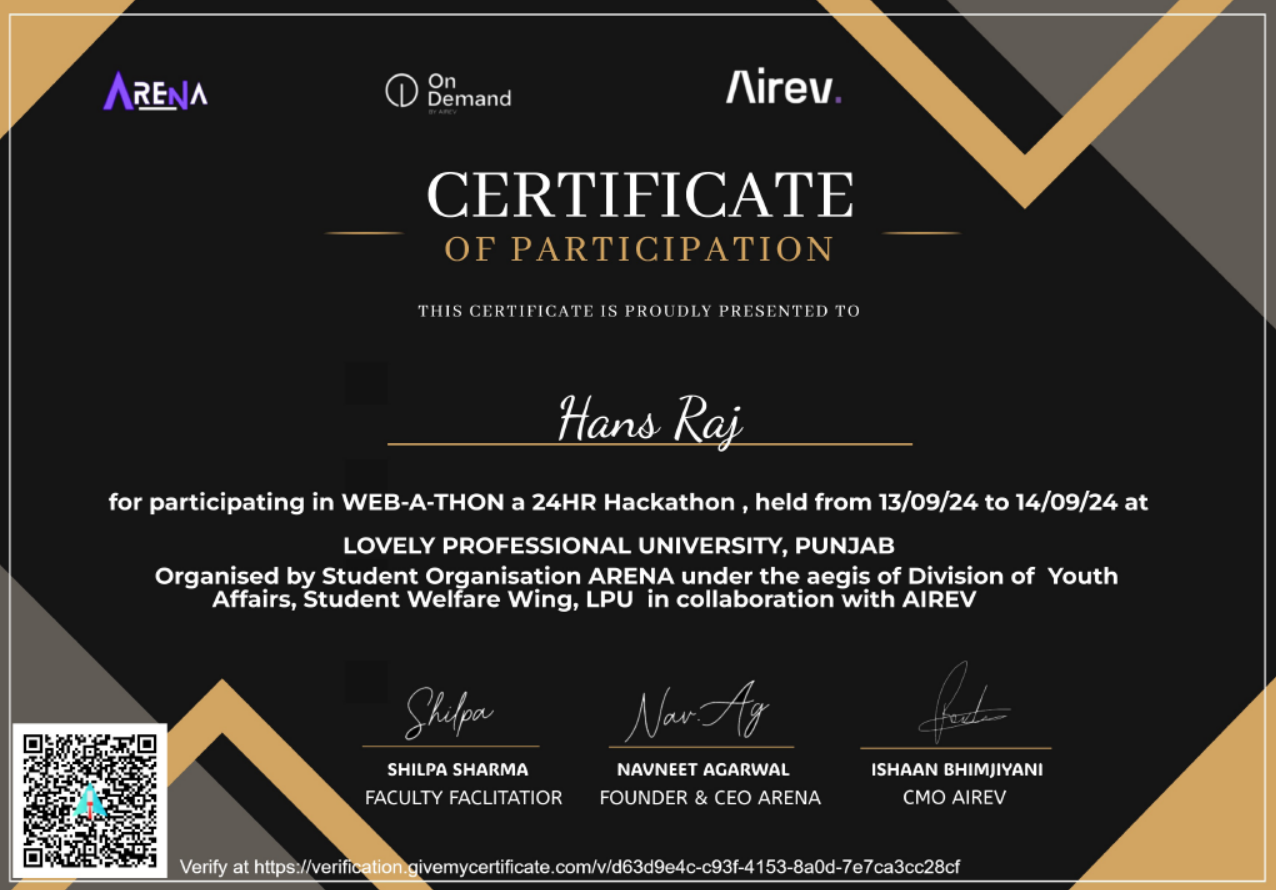 ARENA
On
Demand
BY AIREV
Airev.
CERTIFICATE
OF PARTICIPATION
THIS CERTIFICATE IS PROUDLY PRESENTED TO
Hans Raj
for participating in WEB-A-THON a 24HR Hackathon , held from 13/09/24 to 14/09/24 at
LOVELY PROFESSIONAL UNIVERSITY, PUNJAB
Organised by Student Organisation ARENA under the aegis of Division of Youth
Affairs, Student Welfare Wing, LPU in collaboration with AIREV
Shilpa
Nav. Ag
SHILPA SHARMA
FACULTY FACLITATIOR
NAVNEET AGARWAL
FOUNDER & CEO ARENA
ISHAAN BHIMJIYANI
CMO AIREV
Verify at https://verification.givemycertificate.com/v/d63d9e4c-c93f-4153-8a0d-7e7ca3cc28cf